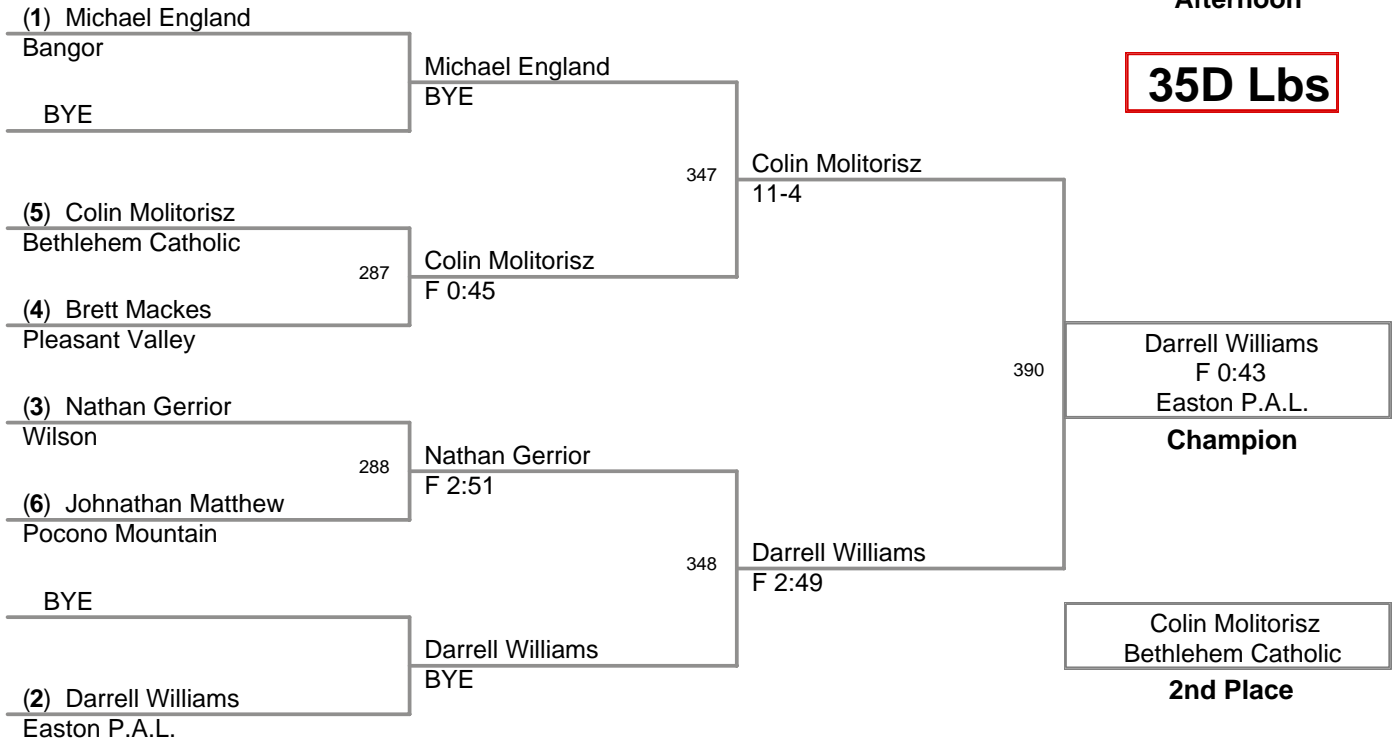 Afternoon
35D Lbs
(1) Michael England
Bangor
BYE
Michael England
BYE
(5) Colin Molitorisz
Bethlehem Catholic
287
(4) Brett Mackes
Pleasant Valley
Colin Molitorisz
F 0:45
347
Colin Molitorisz
11-4
(3) Nathan Gerrior
Wilson
288
(6) Johnathan Matthew
Pocono Mountain
Nathan Gerrior
F 2:51
BYE
(2) Darrell Williams
Easton P.A.L.
Darrell Williams
BYE
348
Darrell Williams
F 2:49
390
Darrell Williams
F 0:43
Easton P.A.L.
Champion
Colin Molitorisz
Bethlehem Catholic
2nd Place